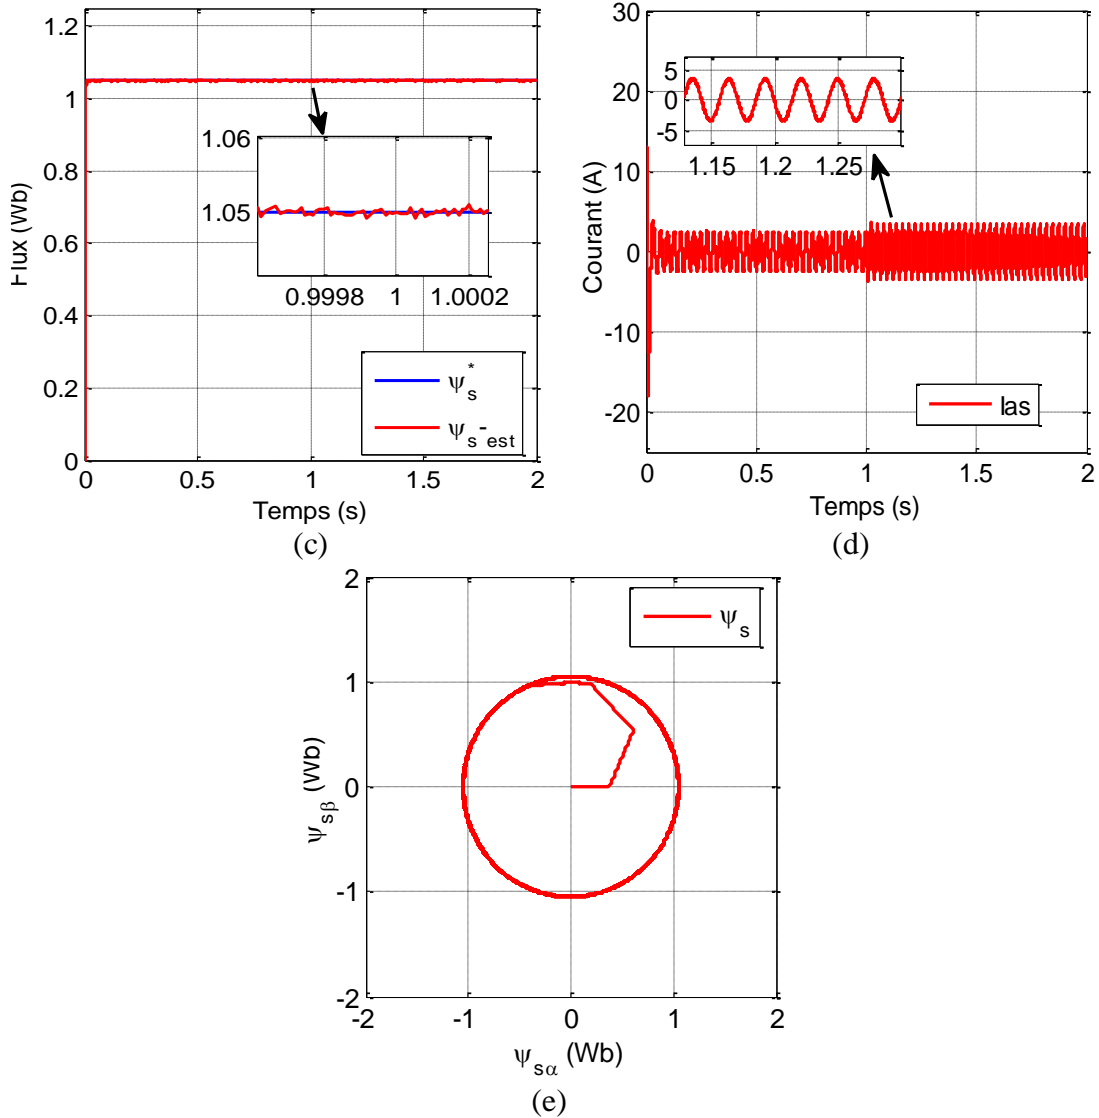 1.2
1
0.8
0.6
0.4
0.2
0
Flux (Wb)
1.06
1.05
0.9998 1 1.0002
ψs*
ψs-est
0 0.5 1 1.5 2
Temps (s)
(c)
30
20
10
0
-10
-20
Courant (A)
5
0
-5
1.15 1.2 1.25
Ias
0 0.5 1 1.5 2
Temps (s)
(d)
2
1
0
-1
-2
ψsβ (Wb)
ψs
-2 -1 0 1 2
ψsα (Wb)
(e)